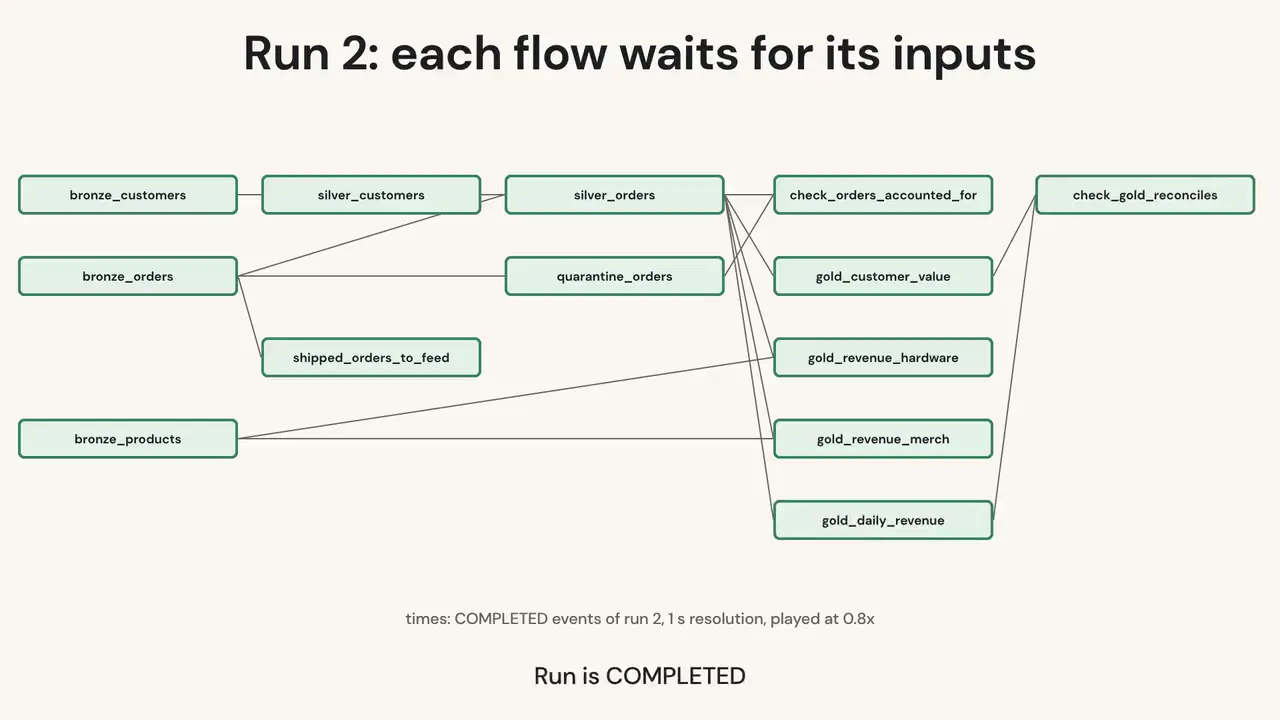 Run 2: each flow waits for its inputs
bronze_customers
silver_customers
silver_orders
check_orders_accounted_for
check_gold_reconciles
bronze_orders
quarantine_orders
gold_customer_value
shipped_orders_to_feed
gold_revenue_hardware
bronze_products
gold_revenue_merch
gold_daily_revenue
times: COMPLETED events of run 2, 1 s resolution, played at 0.8x
Run is COMPLETED